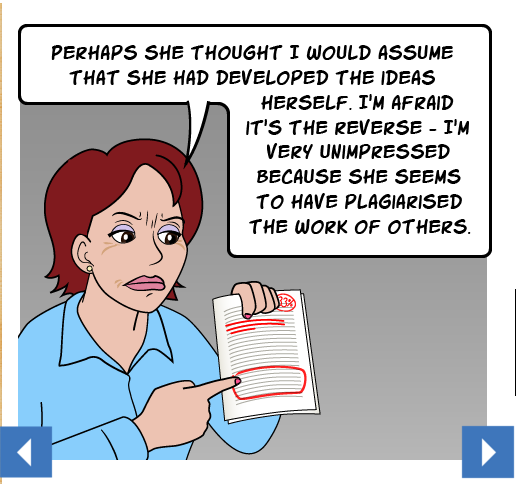 PERHAPS SHE THOUGHT I WOULD ASSUME
THAT SHE HAD DEVELOPED THE IDEAS
HERSELF. I'M AFRAID
IT'S THE REVERSE - I'M
VERY UNIMPRESSED
BECAUSE SHE SEEMS
TO HAVE PLAGIARISED
THE WORK OF OTHERS.